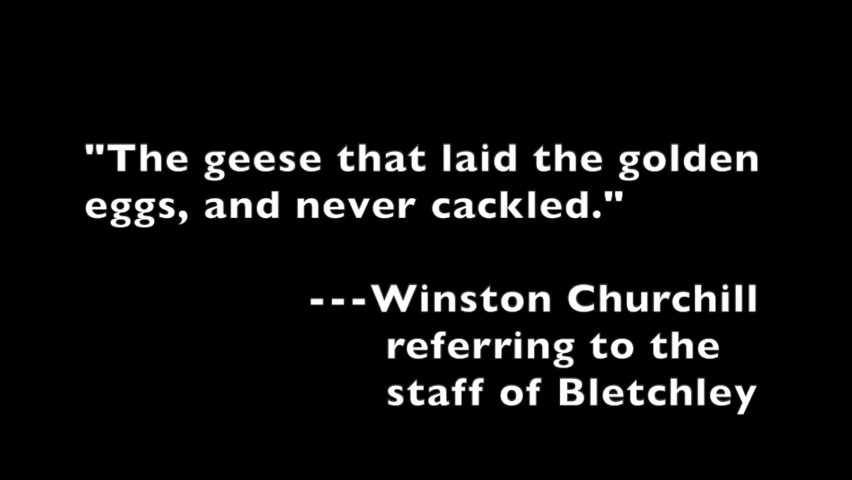 "The geese that laid the golden
eggs, and never cackled."
---Winston Churchill
referring to the
staff of Bletchley